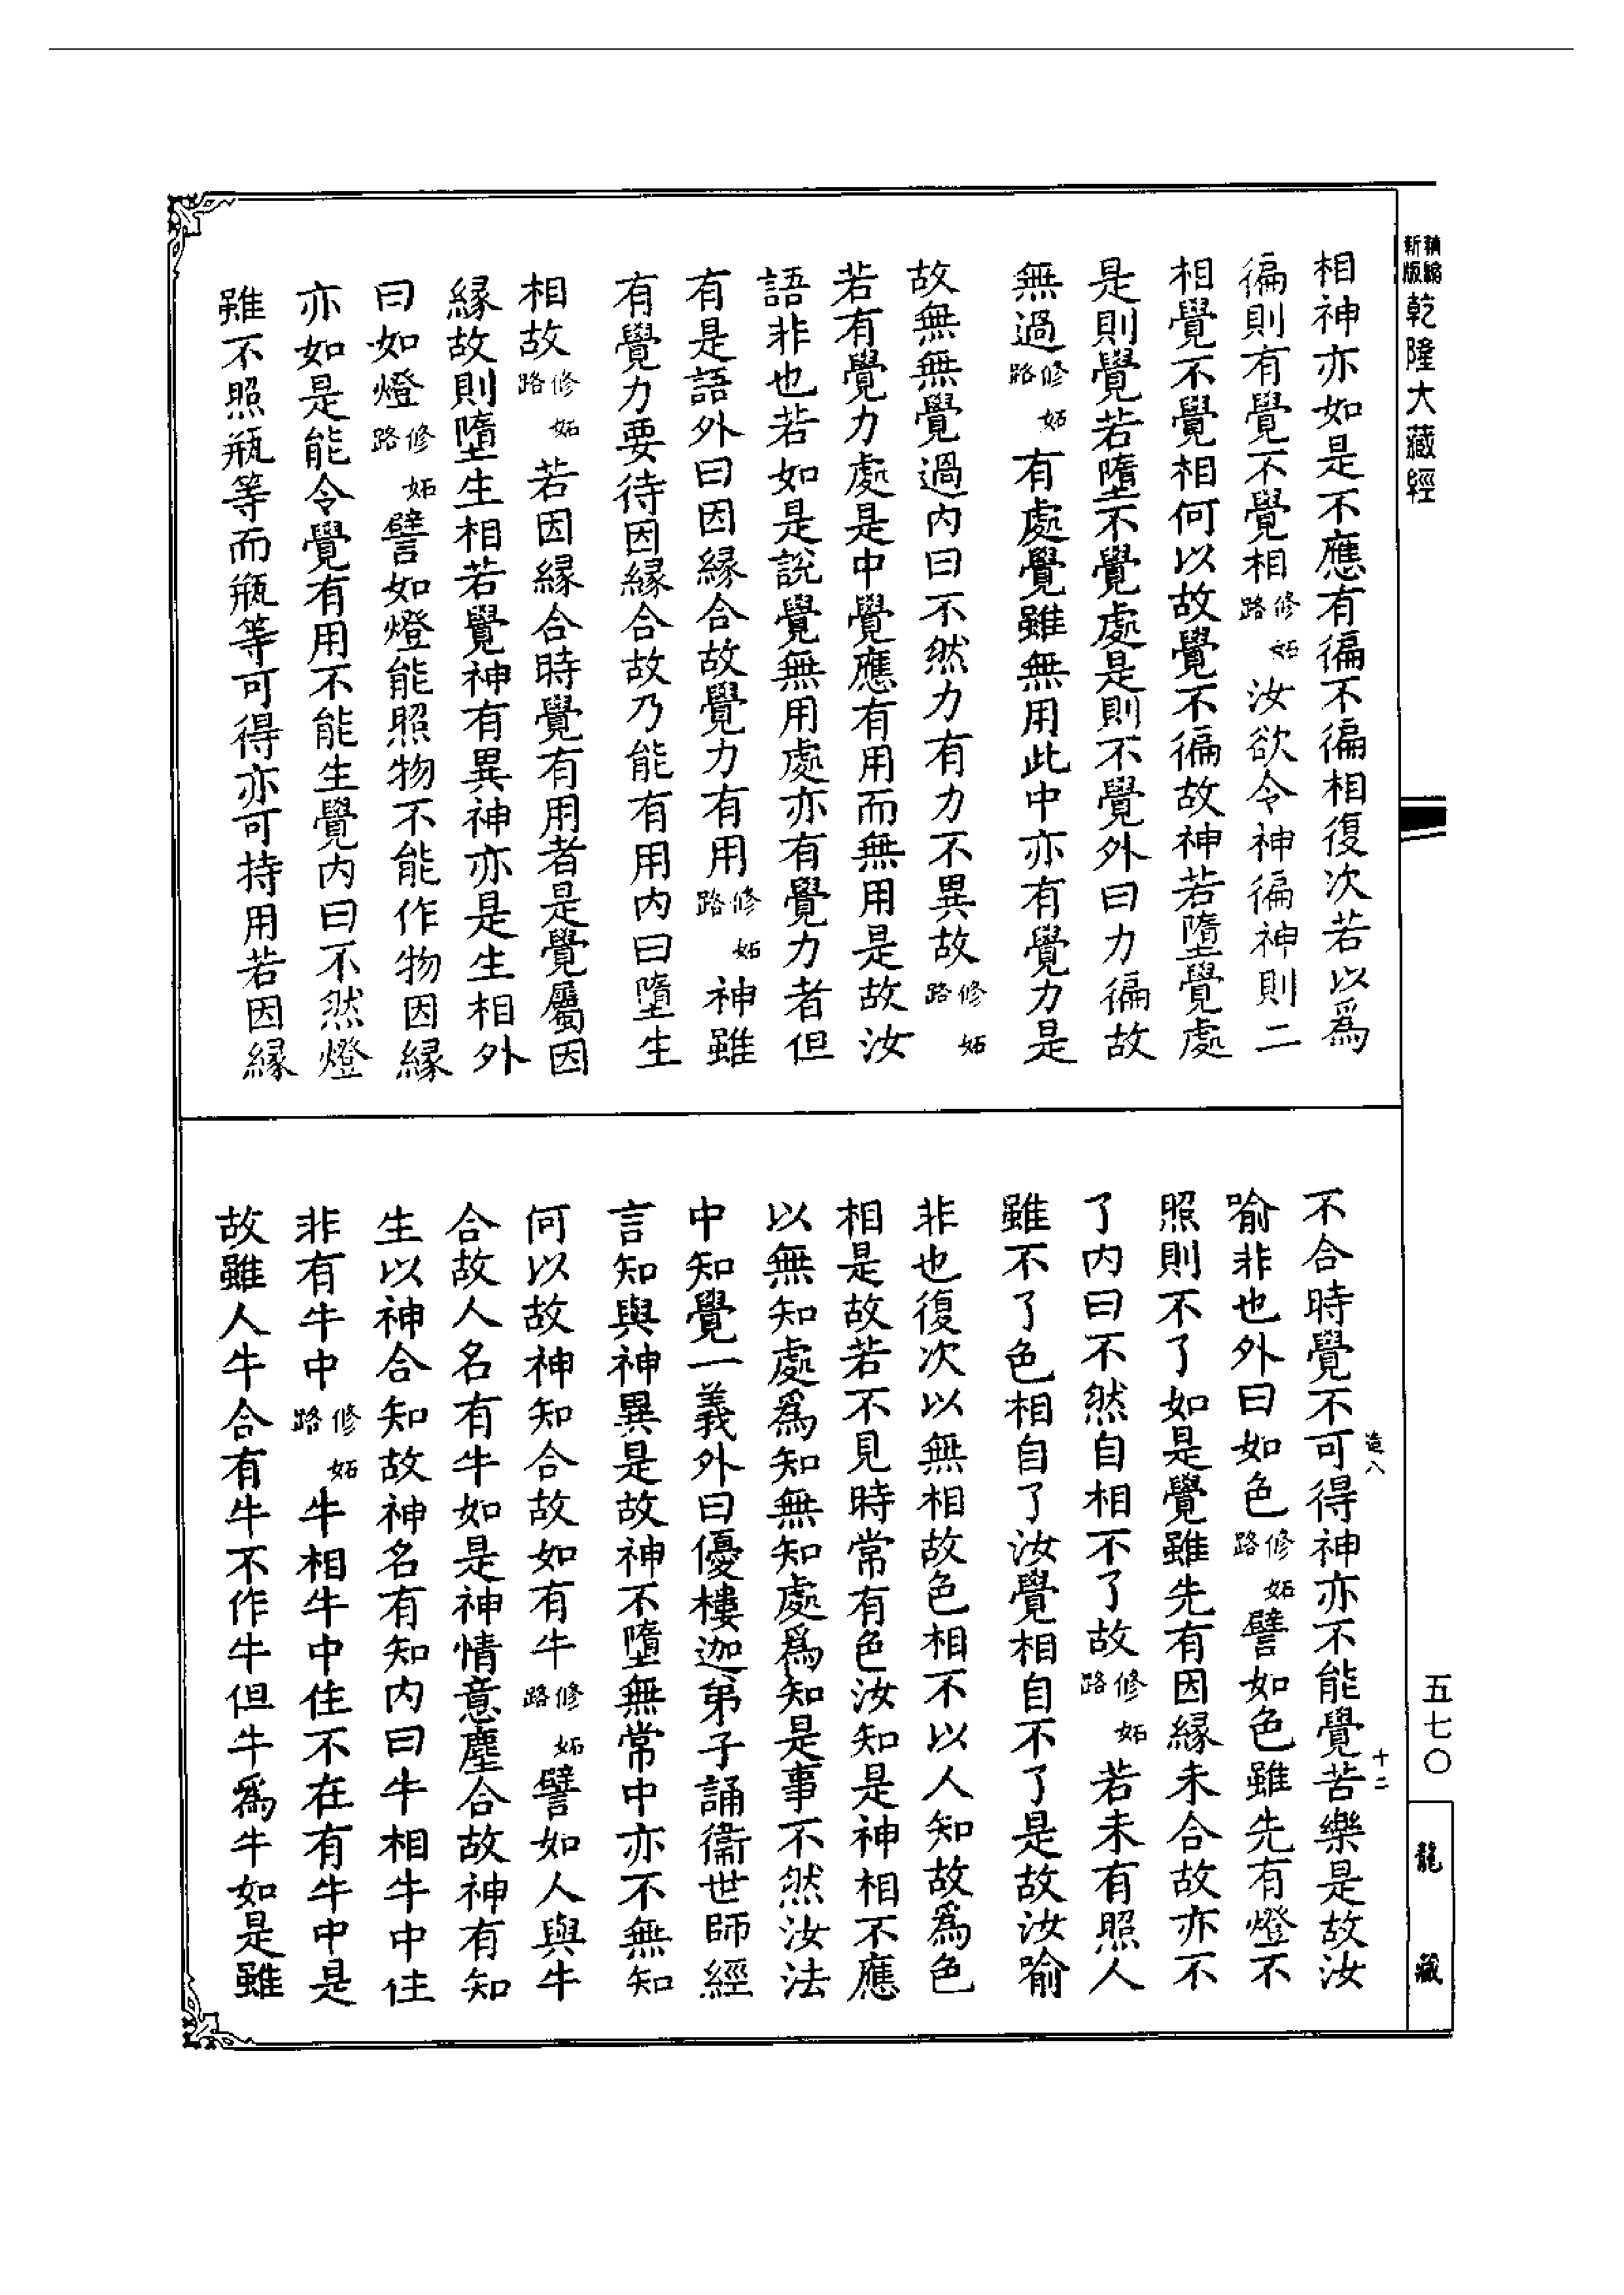 新版精縮乾隆大藏經
相神亦如是不應有徧不徧相復次若以爲
徧則有覺不覺相修妬路汝欲令神徧神則二
相覺不覺相何以故覺不徧故神若墮覺處
是則覺若墮不覺處是則不覺外曰力徧故
無過修妬路有處覺雖無用此中亦有覺力是
故無無覺過内曰不然力有力不異故修妬路
若有覺力處是中覺應有用而無用是故汝
語非也若如是說覺無用處亦有覺力者但
有是語外曰因緣合故覺力有用修妬路神雖
有覺力要待因緣合故乃能有用内曰墮生
相故修妬路若因緣合時覺有用者是覺屬因
緣故則墮生相若覺神有異神亦是生相外
曰如燈修妬路譬如燈能照物不能作物因緣
亦如是能令覺有用不能生覺内曰不然燈
雖不照瓶等而瓶等可得亦可持用若因緣
不合時覺不可得神亦不能覺苦樂是故汝
喻非也外曰如色修妬路譬如色雖先有燈不
照則不了如是覺雖先有因緣未合故亦不
了内曰不然自相不了故修妬路若未有照人
雖不了色相自了汝覺相自不了是故汝喻
非也復次以無相故色相不以人知故爲色
相是故若不見時常有色汝知是神相不應
以無知處爲知無知處爲知是事不然汝法
中知覺一義外曰優樓迦弟子誦衞世師經
言知與神異是故神不墮無常中亦不無知
何以故神知合故如有牛修妬路譬如人與牛
合故人名有牛如是神情意塵合故神有知
生以神合知故神名有知内曰牛相牛中住
非有牛中修妬路牛相牛中住不在有牛中是
故雖人牛合有牛不作牛但牛爲牛如是雖
造八
十二
五七〇
龍藏